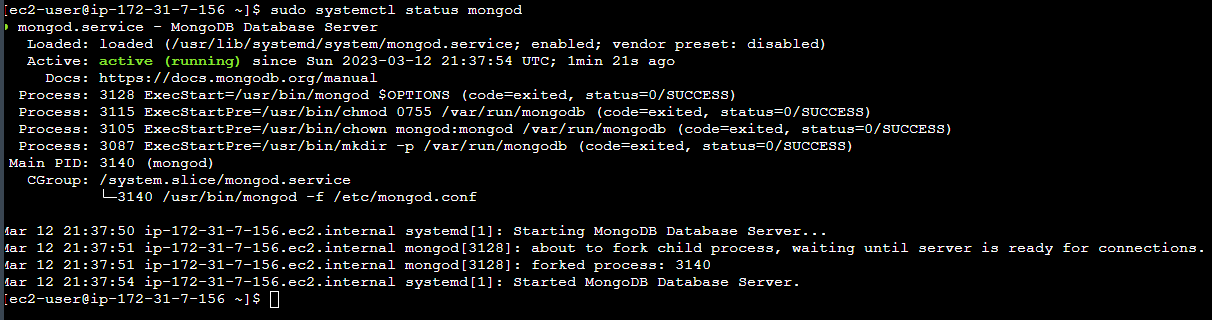 [ec2-user@ip-172-31-7-156 ~]$ sudo systemctl status mongod
● mongod.service - MongoDB Database Server
   Loaded: loaded (/usr/lib/systemd/system/mongod.service; enabled; vendor preset: disabled)
   Active: active (running) since Sun 2023-03-12 21:37:54 UTC; 1min 21s ago
     Docs: https://docs.mongodb.org/manual
  Process: 3128 ExecStart=/usr/bin/mongod $OPTIONS (code=exited, status=0/SUCCESS)
  Process: 3115 ExecStartPre=/usr/bin/chmod 0755 /var/run/mongodb (code=exited, status=0/SUCCESS)
  Process: 3105 ExecStartPre=/usr/bin/chown mongod:mongod /var/run/mongodb (code=exited, status=0/SUCCESS)
  Process: 3087 ExecStartPre=/usr/bin/mkdir -p /var/run/mongodb (code=exited, status=0/SUCCESS)
 Main PID: 3140 (mongod)
   CGroup: /system.slice/mongod.service
           └─3140 /usr/bin/mongod -f /etc/mongod.conf

Mar 12 21:37:50 ip-172-31-7-156.ec2.internal systemd[1]: Starting MongoDB Database Server...
Mar 12 21:37:51 ip-172-31-7-156.ec2.internal mongod[3128]: about to fork child process, waiting until server is ready for connections.
Mar 12 21:37:51 ip-172-31-7-156.ec2.internal mongod[3128]: forked process: 3140
Mar 12 21:37:54 ip-172-31-7-156.ec2.internal systemd[1]: Started MongoDB Database Server.
[ec2-user@ip-172-31-7-156 ~]$